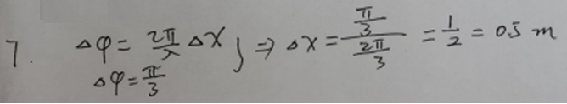 7. Δφ = 2π/λ Δx } ⇒ Δx = (π/3)/(2π/3) = 1/2 = 0.5 m
Δφ = π/3